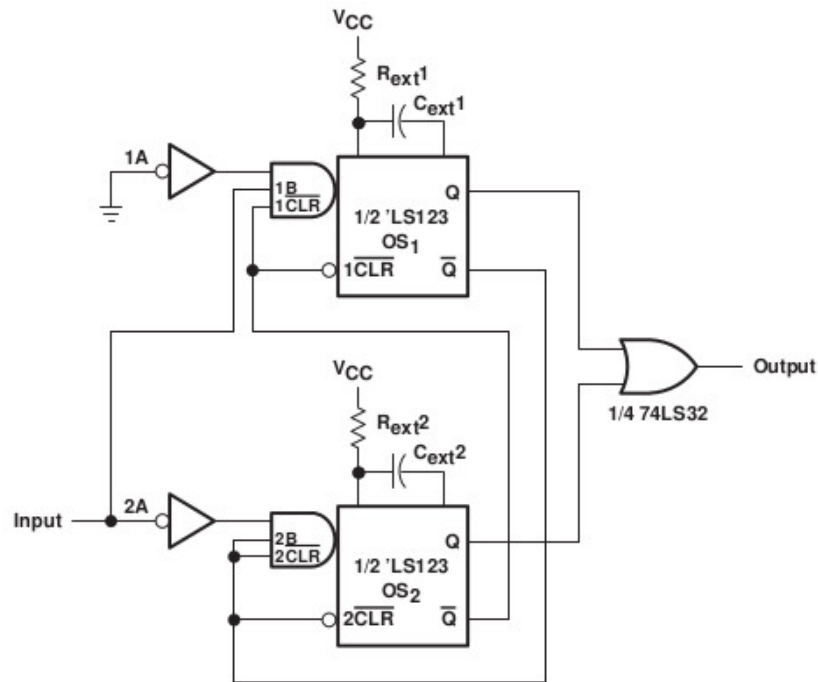 VCC
Rext1
Cext1
1A
1B
1CLR
Q
1/2 'LS123
OS1
1CLR
Q
VCC
Output
1/4 74LS32
Rext2
Cext2
Input
2A
2B
2CLR
Q
1/2 'LS123
OS2
2CLR
Q